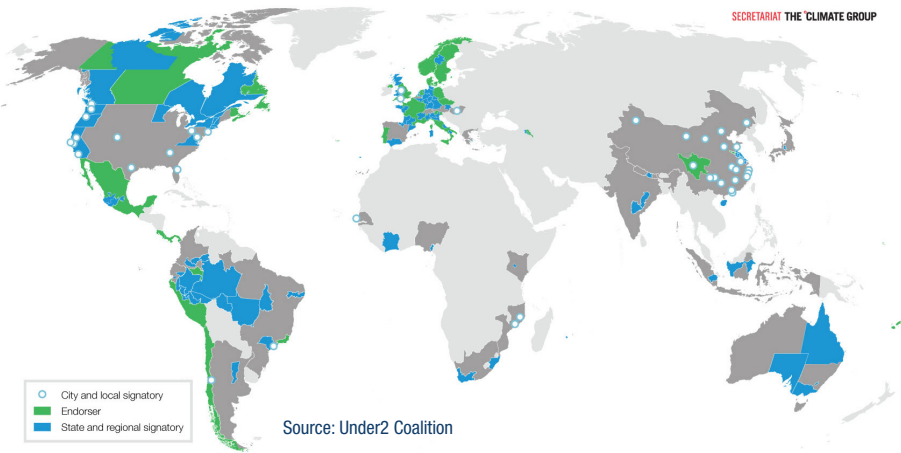 SECRETARIAT THE °CLIMATE GROUP
City and local signatory
Endorser
State and regional signatory
Source: Under2 Coalition